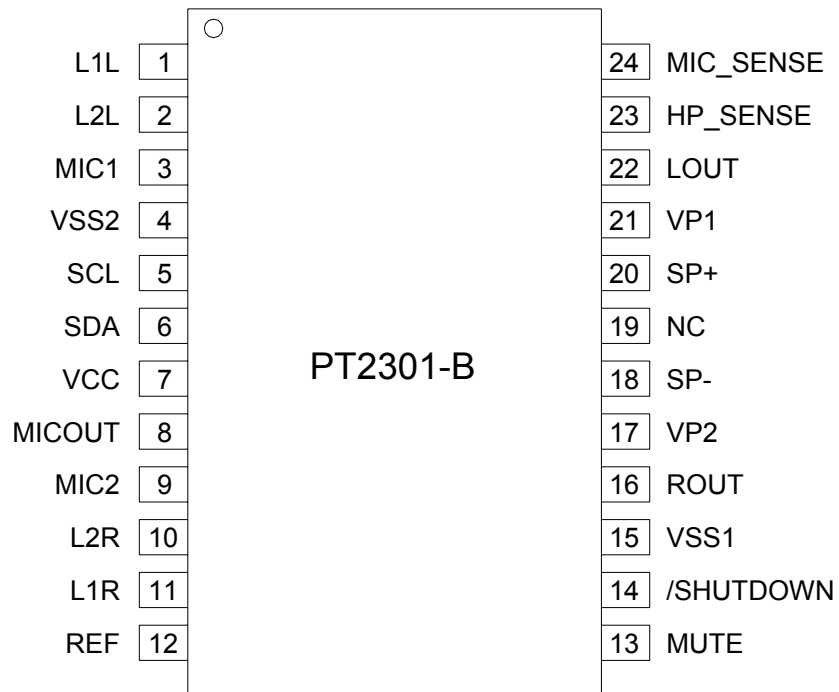 L1L 1 24 MIC_SENSE
L2L 2 23 HP_SENSE
MIC1 3 22 LOUT
VSS2 4 21 VP1
SCL 5 20 SP+
SDA 6 19 NC
PT2301-B
VCC 7 18 SP-
MICOUT 8 17 VP2
MIC2 9 16 ROUT
L2R 10 15 VSS1
L1R 11 14 /SHUTDOWN
REF 12 13 MUTE